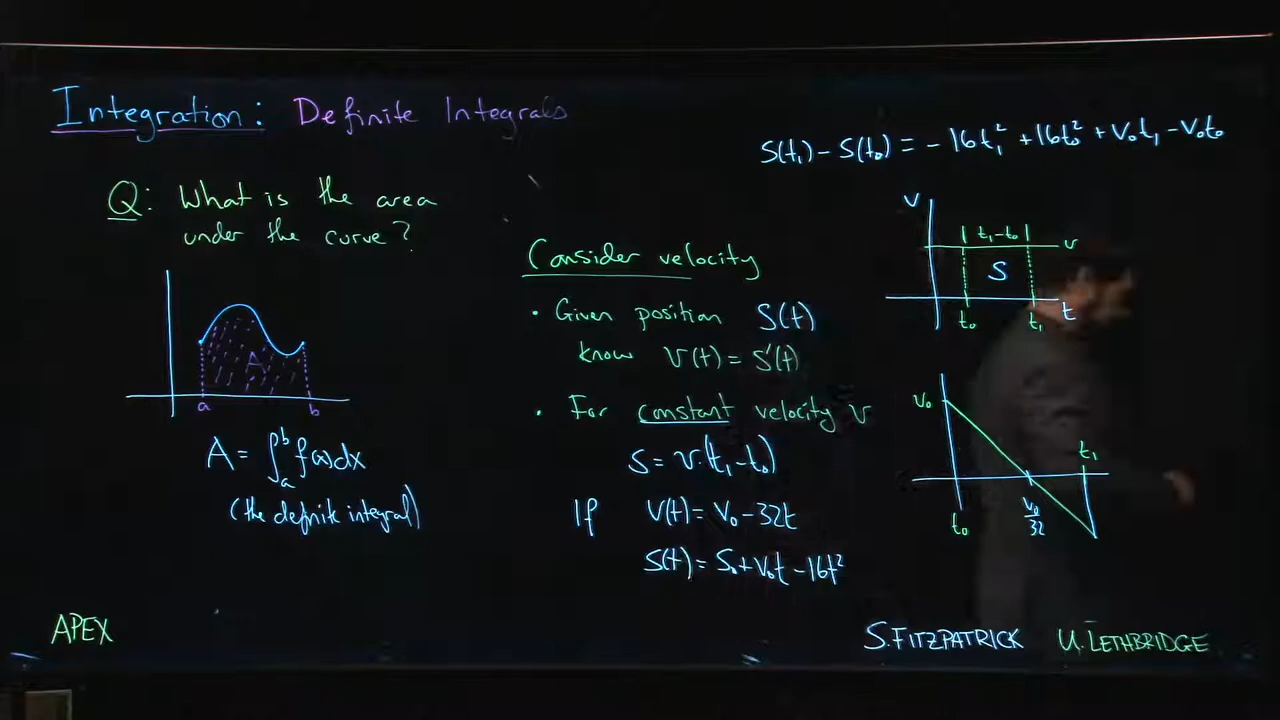 Integration: Definite Integrals
Q: What is the area
under the curve?
A
a b
A = ∫_a^b f(x)dx
(the definite integral)
APEX
Consider velocity
• Given position S(t)
know v(t) = S'(t)
• For constant velocity v
S = v·(t₁-t₀)
If v(t) = v₀ - 32t
S(t) = S₀ + v₀t - 16t²
S(t₁) - S(t₀) = -16t₁² + 16t₀² + v₀t₁ - v₀t₀
v
t₁-t₀ v
S
t₀ t₁ t
v₀
t₁
t₀ v₀/32
S. FITZPATRICK U. LETHBRIDGE